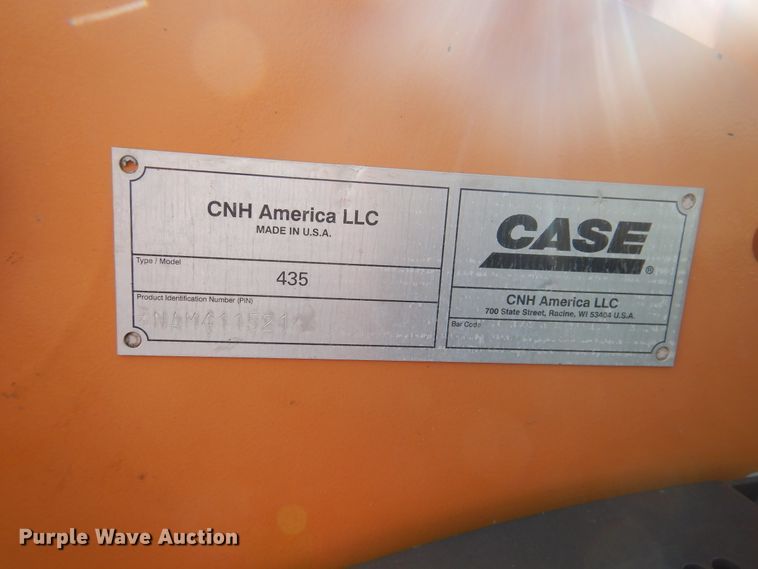 CNH America LLC
MADE IN U.S.A.
Type / Model
435
Product Identification Number (PIN)
CASE
®
CNH America LLC
700 State Street, Racine, WI 53404 U.S.A.
Bar Code
Purple Wave Auction